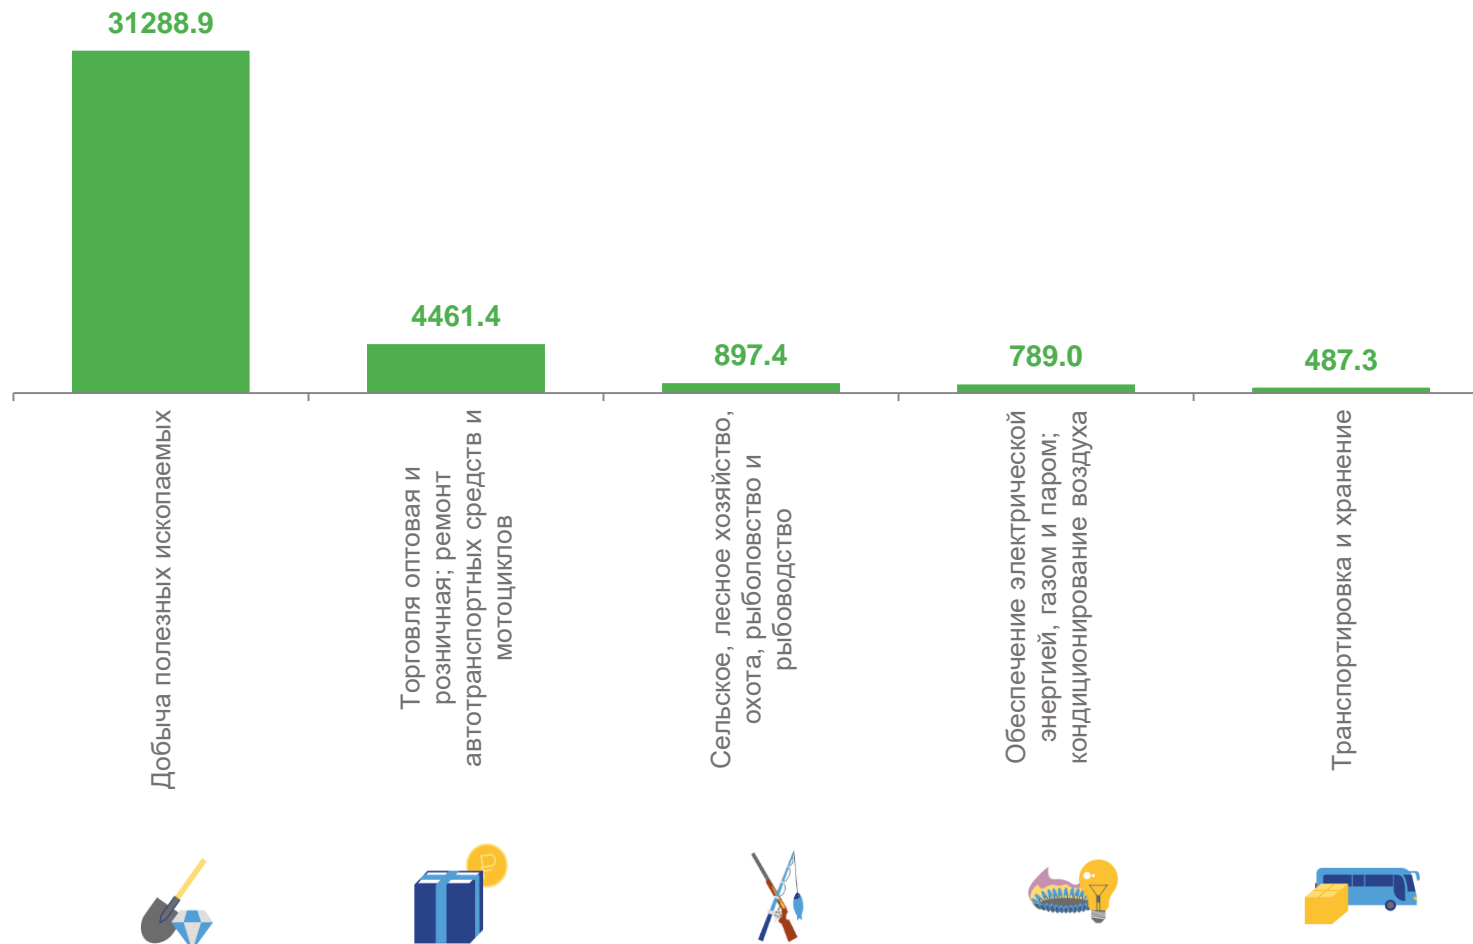 31288.9
4461.4
897.4
789.0
487.3
Добыча полезных ископаемых
Торговля оптовая и
розничная; ремонт
автотранспортных средств и
мотоциклов
Сельское, лесное хозяйство,
охота, рыболовство и
рыбоводство
Обеспечение электрической
энергией, газом и паром;
кондиционирование воздуха
Транспортировка и хранение